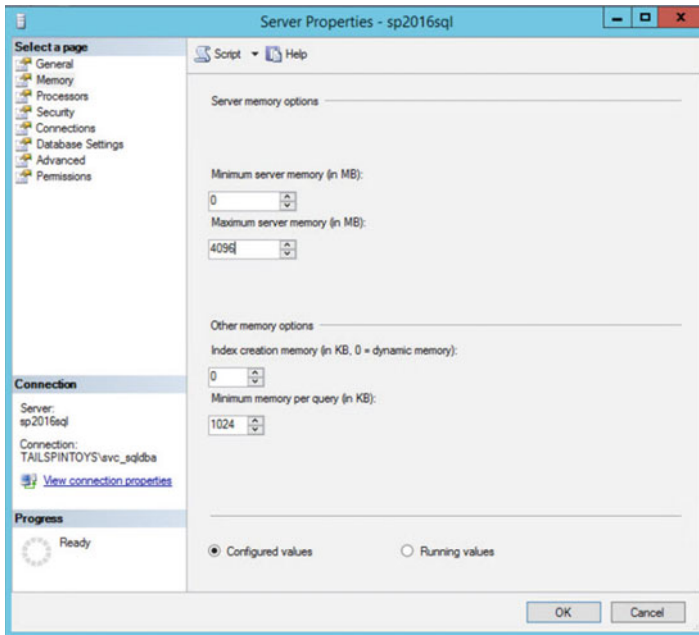 Server Properties - sp2016sql
Select a page
General
Memory
Processors
Security
Connections
Database Settings
Advanced
Permissions
Script
Help
Server memory options
Minimum server memory (in MB):
0
Maximum server memory (in MB):
4096
Other memory options
Index creation memory (in KB, 0 = dynamic memory):
0
Minimum memory per query (in KB):
1024
Connection
Server:
sp2016sql
Connection:
TAILSPINTOYS\svc_sqldba
View connection properties
Progress
Ready
Configured values
Running values
OK
Cancel